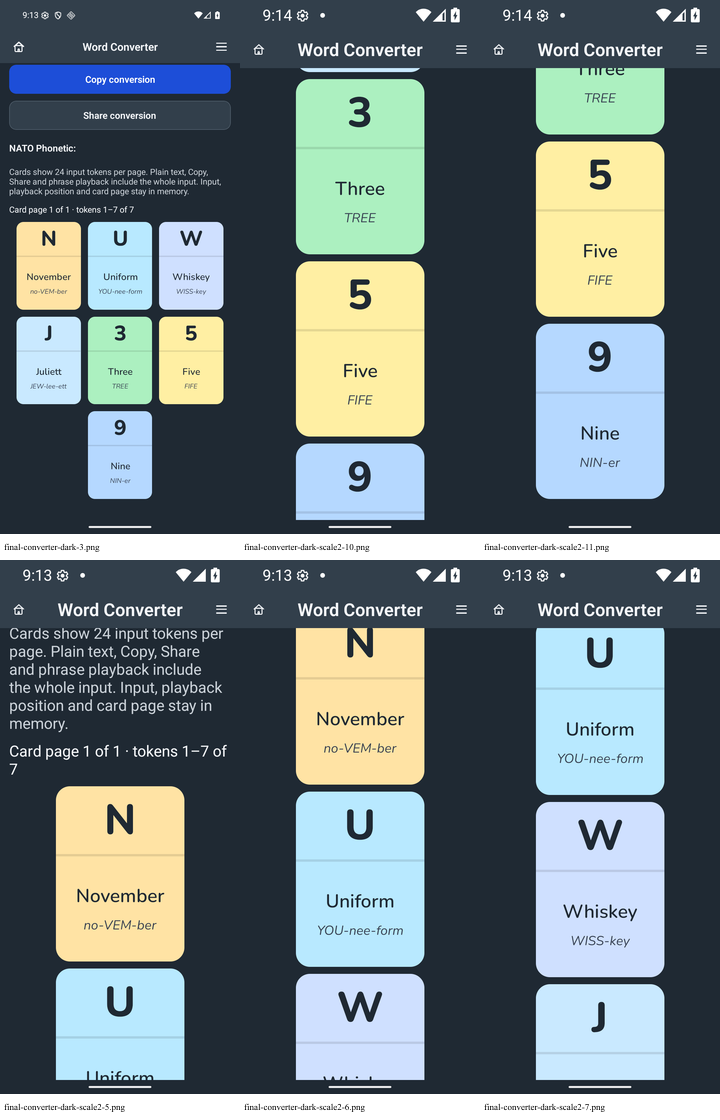 9:13
Word Converter
Copy conversion
Share conversion
NATO Phonetic:
Cards show 24 input tokens per page. Plain text, Copy,
Share and phrase playback include the whole input. Input,
playback position and card page stay in memory.
Card page 1 of 1 · tokens 1–7 of 7
N
November
no-VEM-ber
U
Uniform
YOU-nee-form
W
Whiskey
WISS-key
J
Juliett
JEW-lee-ett
3
Three
TREE
5
Five
FIFE
9
Nine
NIN-er
final-converter-dark-3.png
9:14
Word Converter
3
Three
TREE
5
Five
FIFE
9
final-converter-dark-scale2-10.png
9:14
Word Converter
Three
TREE
5
Five
FIFE
9
Nine
NIN-er
final-converter-dark-scale2-11.png
9:13
Word Converter
Cards show 24 input tokens per
page. Plain text, Copy, Share
and phrase playback include
the whole input. Input, playback
position and card page stay in
memory.
Card page 1 of 1 · tokens 1–7 of
7
N
November
no-VEM-ber
U
Uniform
final-converter-dark-scale2-5.png
9:13
Word Converter
N
November
no-VEM-ber
U
Uniform
YOU-nee-form
W
final-converter-dark-scale2-6.png
9:13
Word Converter
U
Uniform
YOU-nee-form
W
Whiskey
WISS-key
J
final-converter-dark-scale2-7.png